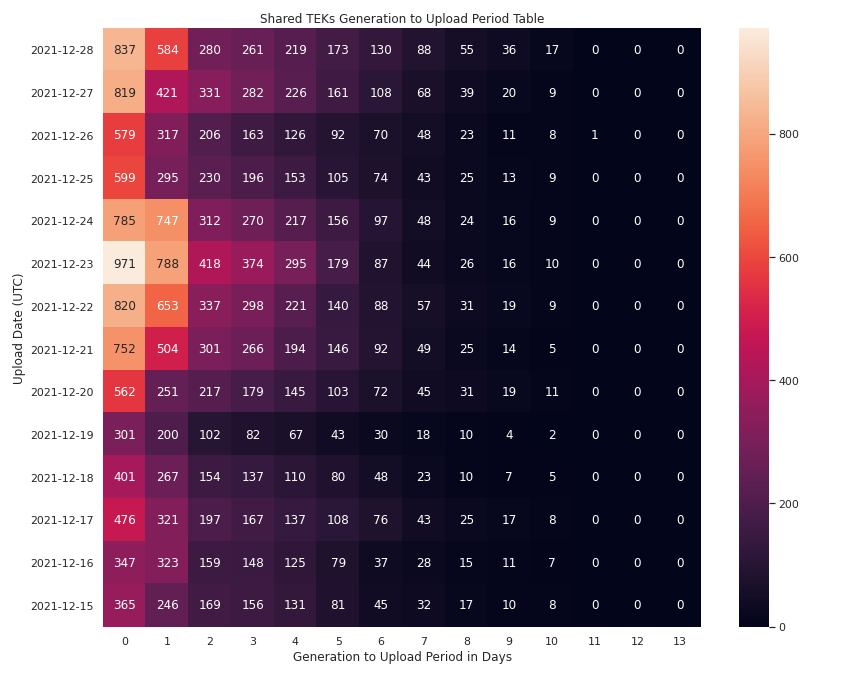 Shared TEKs Generation to Upload Period Table
Upload Date (UTC)
2021-12-28 837 584 280 261 219 173 130 88 55 36 17 0 0 0
2021-12-27 819 421 331 282 226 161 108 68 39 20 9 0 0 0
2021-12-26 579 317 206 163 126 92 70 48 23 11 8 1 0 0
2021-12-25 599 295 230 196 153 105 74 43 25 13 9 0 0 0
2021-12-24 785 747 312 270 217 156 97 48 24 16 9 0 0 0
2021-12-23 971 788 418 374 295 179 87 44 26 16 10 0 0 0
2021-12-22 820 653 337 298 221 140 88 57 31 19 9 0 0 0
2021-12-21 752 504 301 266 194 146 92 49 25 14 5 0 0 0
2021-12-20 562 251 217 179 145 103 72 45 31 19 11 0 0 0
2021-12-19 301 200 102 82 67 43 30 18 10 4 2 0 0 0
2021-12-18 401 267 154 137 110 80 48 23 10 7 5 0 0 0
2021-12-17 476 321 197 167 137 108 76 43 25 17 8 0 0 0
2021-12-16 347 323 159 148 125 79 37 28 15 11 7 0 0 0
2021-12-15 365 246 169 156 131 81 45 32 17 10 8 0 0 0
0 1 2 3 4 5 6 7 8 9 10 11 12 13
Generation to Upload Period in Days
800
600
400
200
0